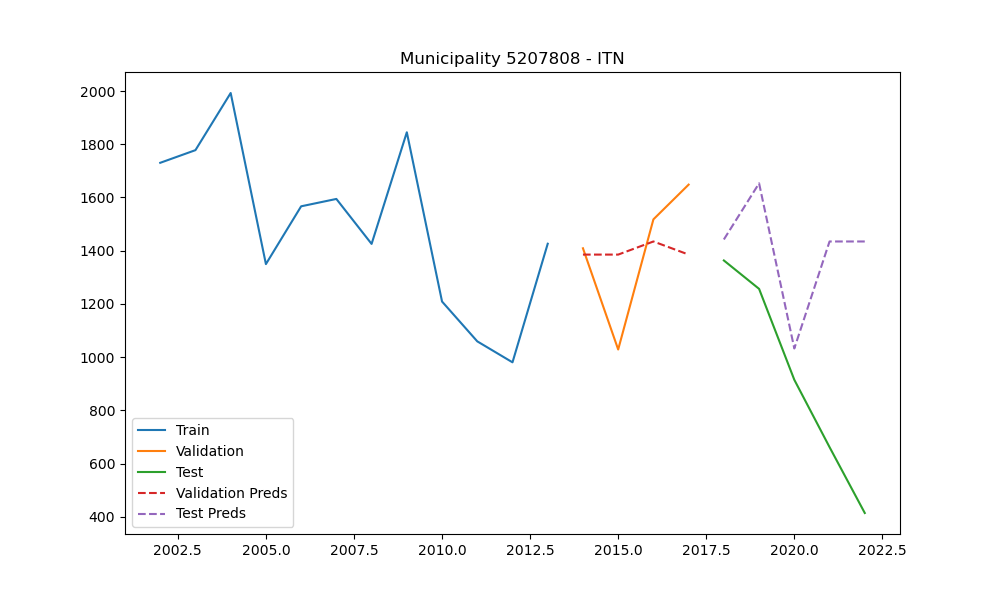 Municipality 5207808 - ITN
2000
1800
1600
1400
1200
1000
800
600
400
Train
Validation
Test
Validation Preds
Test Preds
2002.5 2005.0 2007.5 2010.0 2012.5 2015.0 2017.5 2020.0 2022.5